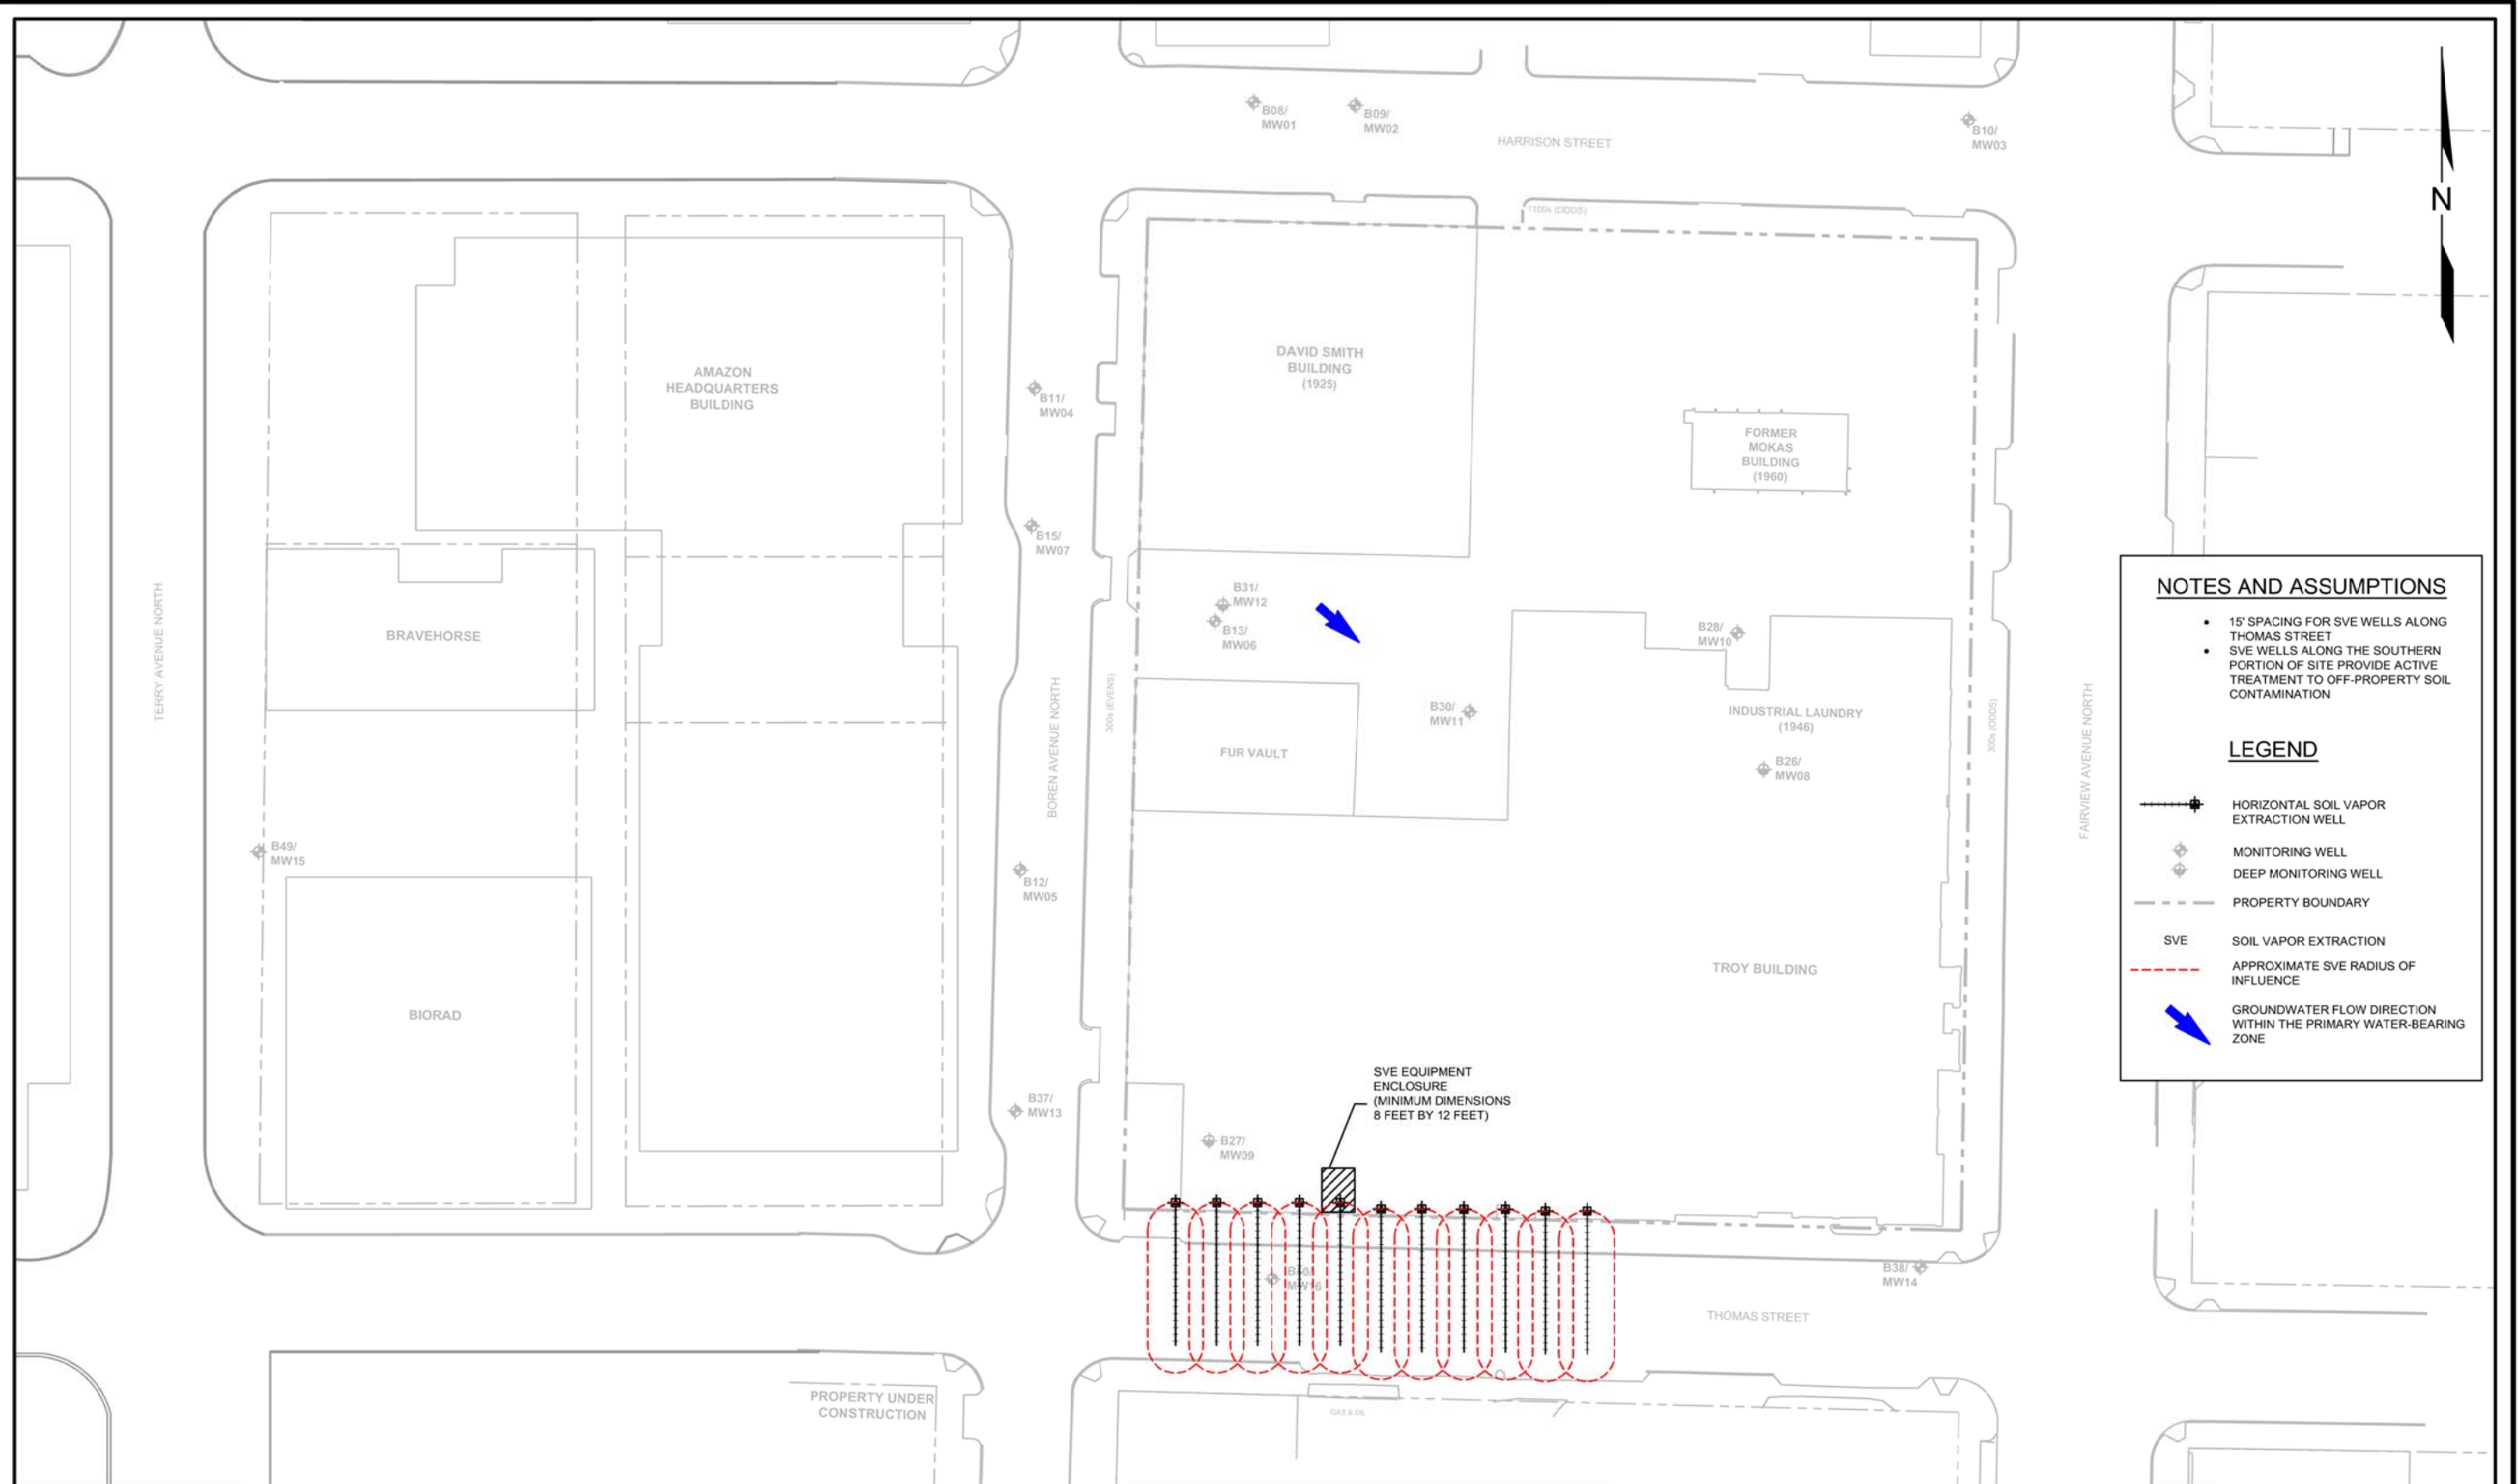 B08/
MW01
B09/
MW02
HARRISON STREET
B10/
MW03
N
1100s (ODDS)
AMAZON
HEADQUARTERS
BUILDING
DAVID SMITH
BUILDING
(1925)
B11/
MW04
FORMER
MOKAS
BUILDING
(1960)
B15/
MW07
B31/
MW12
B13/
MW06
BRAVEHORSE
TERRY AVENUE NORTH
BOREN AVENUE NORTH
300s (EVENS)
B28/
MW10
B30/
MW11
INDUSTRIAL LAUNDRY
(1946)
FUR VAULT
B26/
MW08
300s (ODDS)
FAIRVIEW AVENUE NORTH
B49/
MW15
B12/
MW05
BIORAD
TROY BUILDING
B37/
MW13
B27/
MW09
SVE EQUIPMENT
ENCLOSURE
(MINIMUM DIMENSIONS
8 FEET BY 12 FEET)
MW16
B38/
MW14
THOMAS STREET
PROPERTY UNDER
CONSTRUCTION
NOTES AND ASSUMPTIONS
• 15' SPACING FOR SVE WELLS ALONG
THOMAS STREET
• SVE WELLS ALONG THE SOUTHERN
PORTION OF SITE PROVIDE ACTIVE
TREATMENT TO OFF-PROPERTY SOIL
CONTAMINATION
LEGEND
HORIZONTAL SOIL VAPOR
EXTRACTION WELL
MONITORING WELL
DEEP MONITORING WELL
PROPERTY BOUNDARY
SVE SOIL VAPOR EXTRACTION
APPROXIMATE SVE RADIUS OF
INFLUENCE
GROUNDWATER FLOW DIRECTION
WITHIN THE PRIMARY WATER-BEARING
ZONE